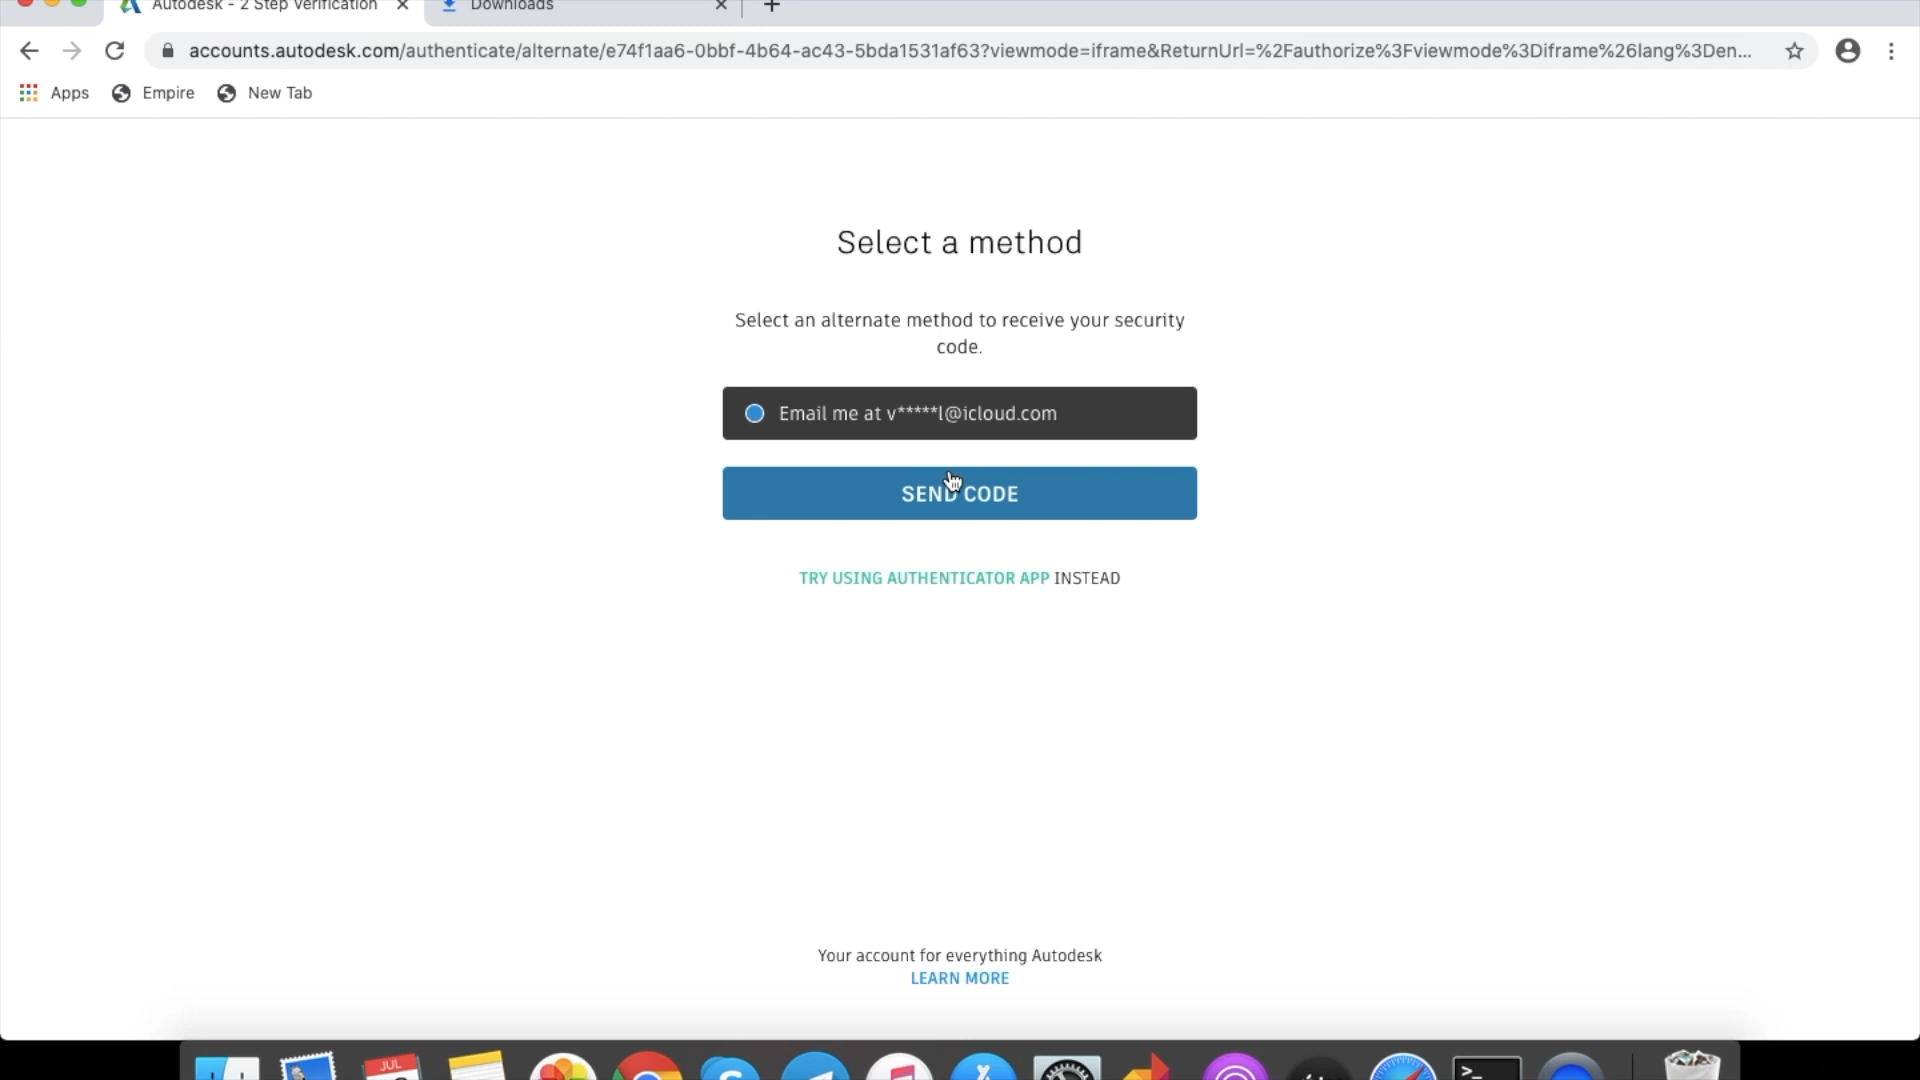 Autodesk - 2 Step Verification
Downloads
accounts.autodesk.com/authenticate/alternate/e74f1aa6-0bbf-4b64-ac43-5bda1531af63?viewmode=iframe&ReturnUrl=%2Fauthorize%3Fviewmode%3Diframe%26lang%3Den...
Apps
Empire
New Tab
Select a method
Select an alternate method to receive your security
code.
Email me at v*****l@icloud.com
SEND CODE
TRY USING AUTHENTICATOR APP INSTEAD
Your account for everything Autodesk
LEARN MORE
JUL